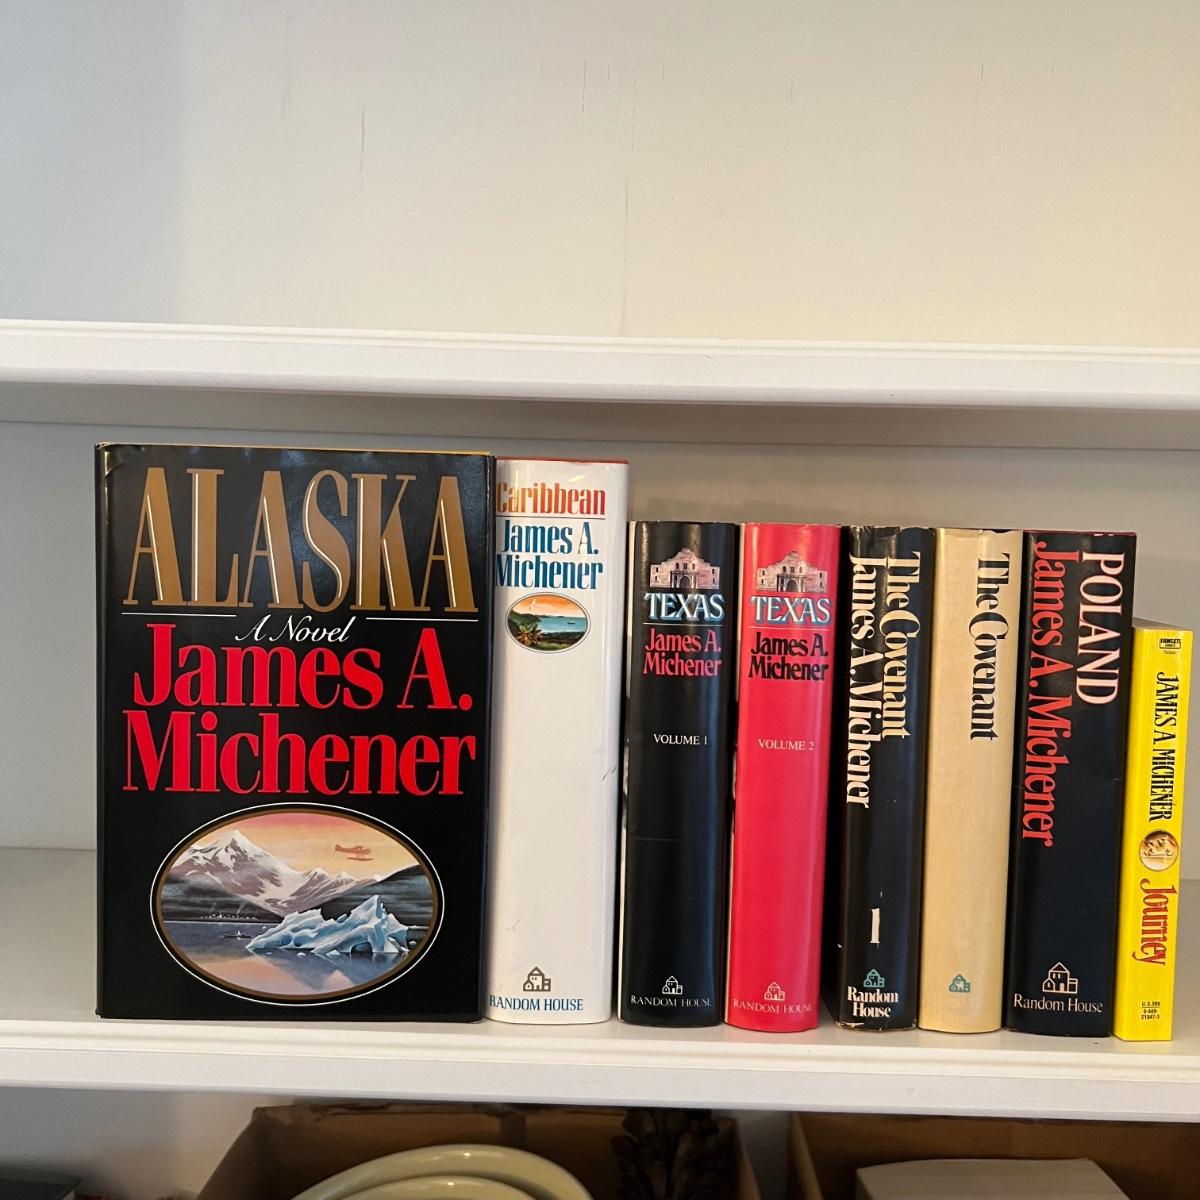 ALASKA
A Novel
James A.
Michener
Caribbean
James A.
Michener
RANDOM HOUSE
TEXAS
James A.
Michener
VOLUME 1
RANDOM HOUSE
TEXAS
James A.
Michener
VOLUME 2
RANDOM HOUSE
The Covenant
James A. Michener
1
Random
House
The Covenant
POLAND
James A. Michener
Random House
FAWCETT
JAMES A. MICHENER
Journey